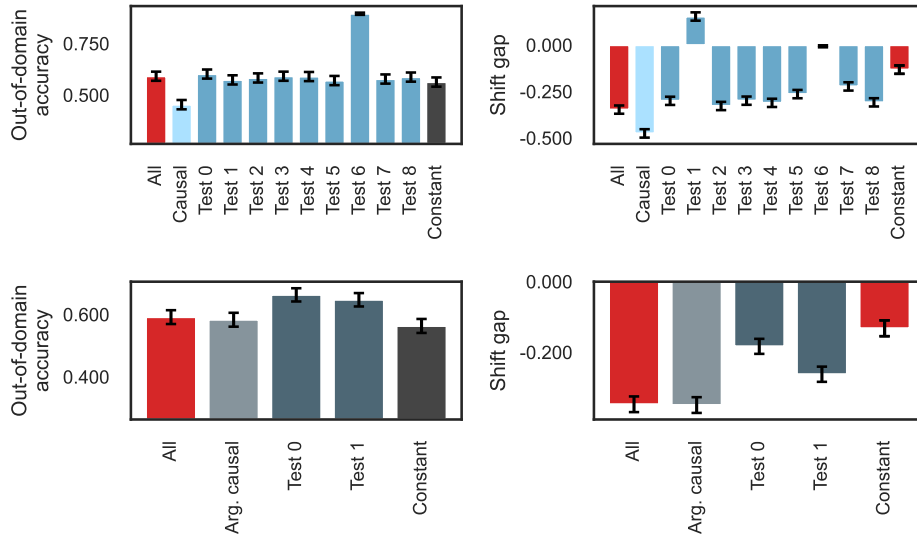 Out-of-domain
accuracy
0.750
0.500
All
Causal
Test 0
Test 1
Test 2
Test 3
Test 4
Test 5
Test 6
Test 7
Test 8
Constant
Shift gap
0.000
-0.250
-0.500
All
Causal
Test 0
Test 1
Test 2
Test 3
Test 4
Test 5
Test 6
Test 7
Test 8
Constant
Out-of-domain
accuracy
0.600
0.400
All
Arg. causal
Test 0
Test 1
Constant
Shift gap
0.000
-0.200
All
Arg. causal
Test 0
Test 1
Constant